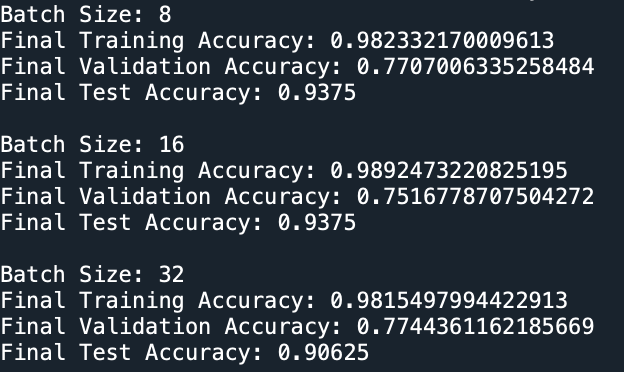 Batch Size: 8
Final Training Accuracy: 0.982332170009613
Final Validation Accuracy: 0.7707006335258484
Final Test Accuracy: 0.9375
Batch Size: 16
Final Training Accuracy: 0.9892473220825195
Final Validation Accuracy: 0.7516778707504272
Final Test Accuracy: 0.9375
Batch Size: 32
Final Training Accuracy: 0.9815497994422913
Final Validation Accuracy: 0.7744361162185669
Final Test Accuracy: 0.90625